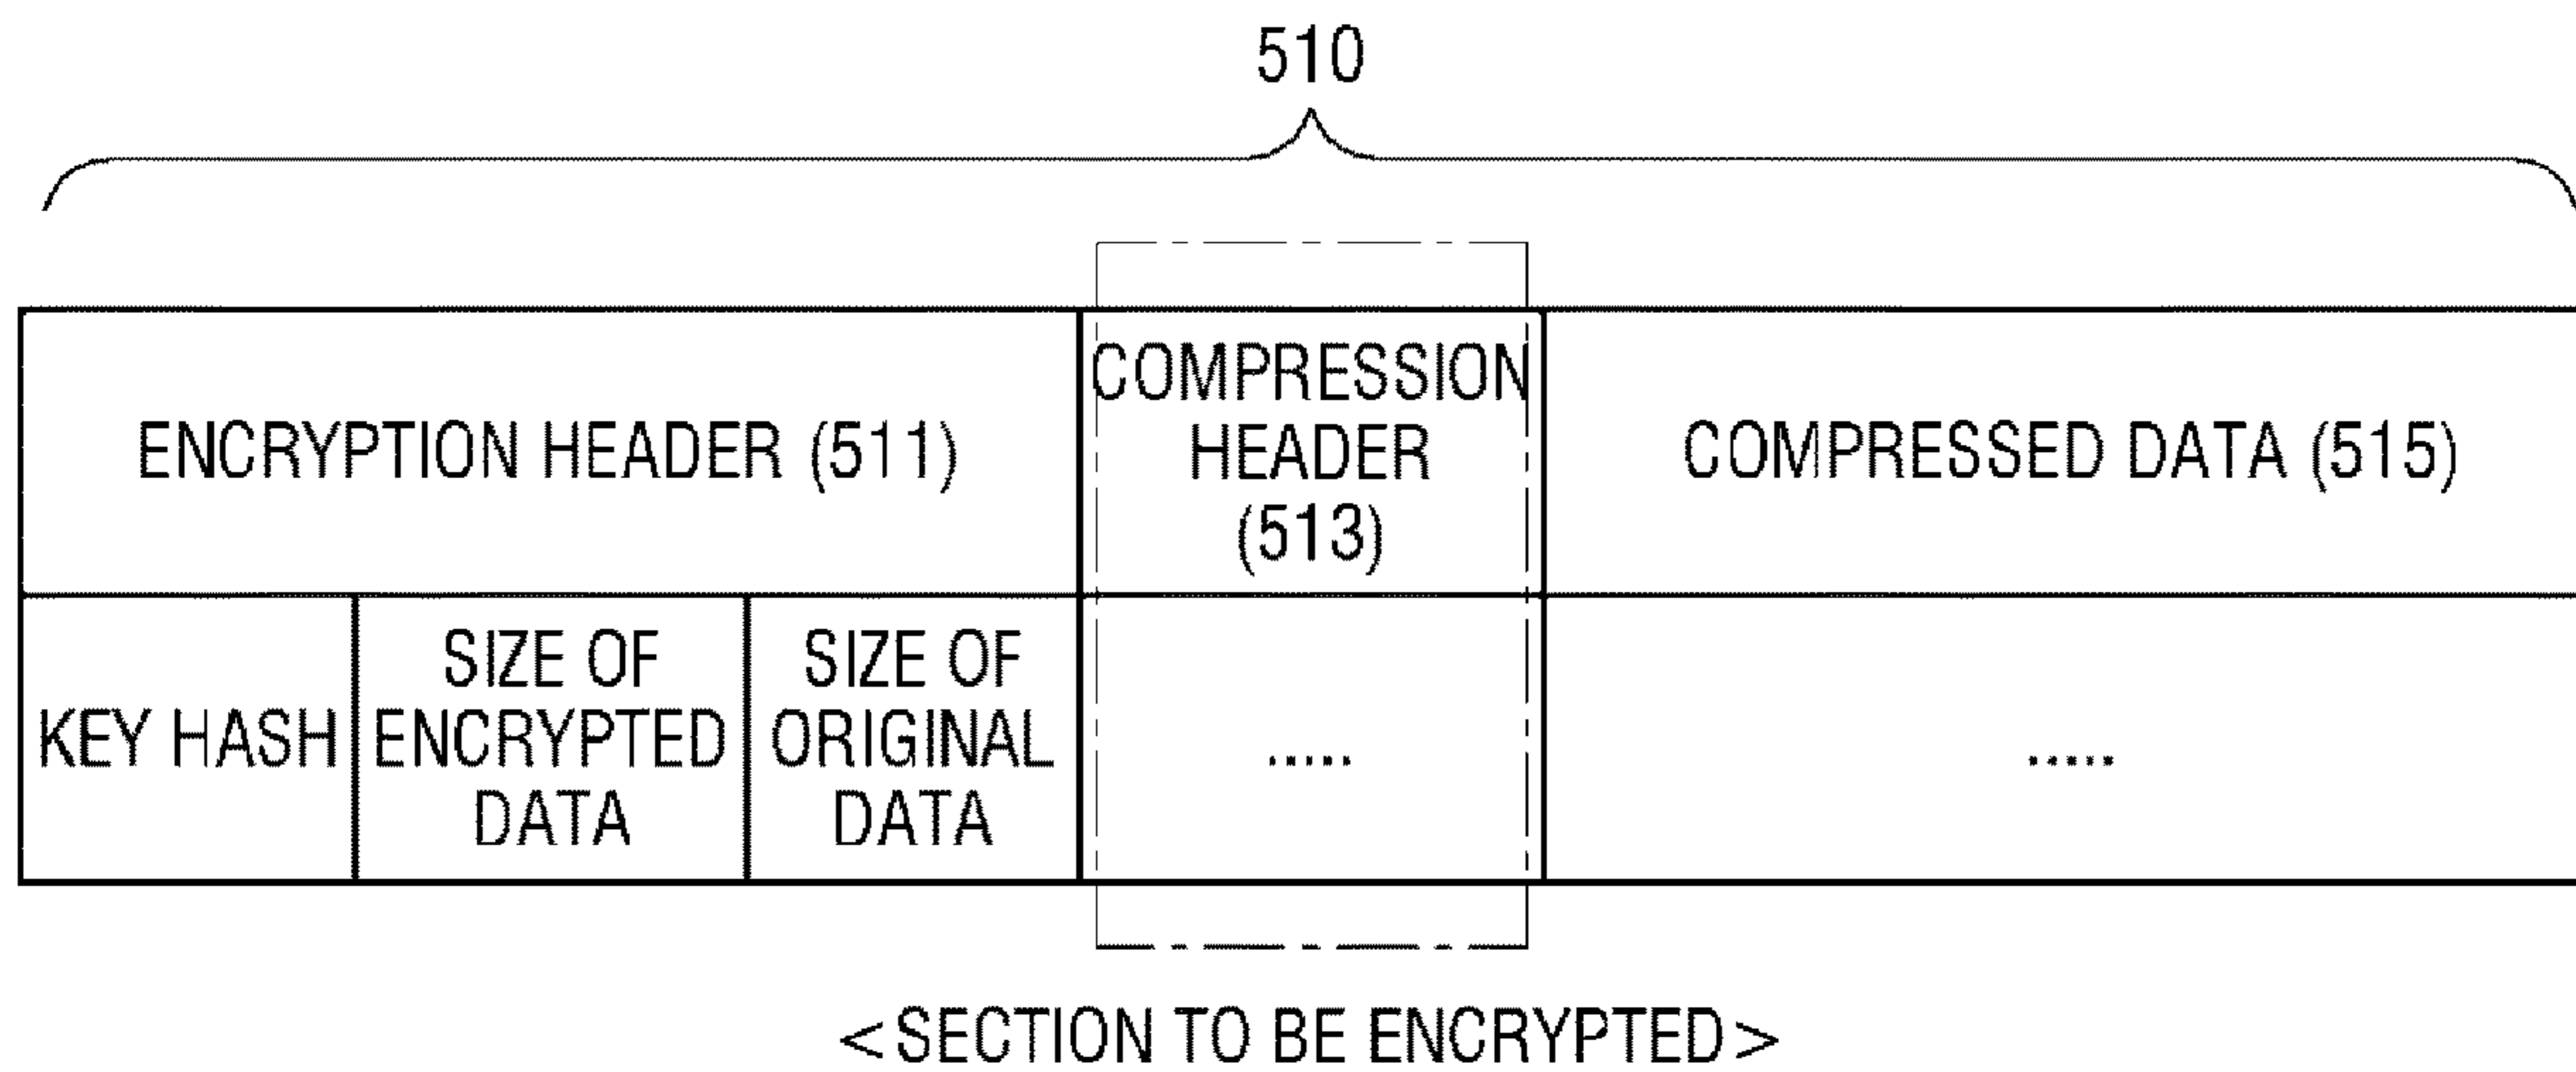 510
ENCRYPTION HEADER (511)
COMPRESSION
HEADER
(513)
COMPRESSED DATA (515)
KEY HASH
SIZE OF
ENCRYPTED
DATA
SIZE OF
ORIGINAL
DATA
.....
.....
<SECTION TO BE ENCRYPTED>